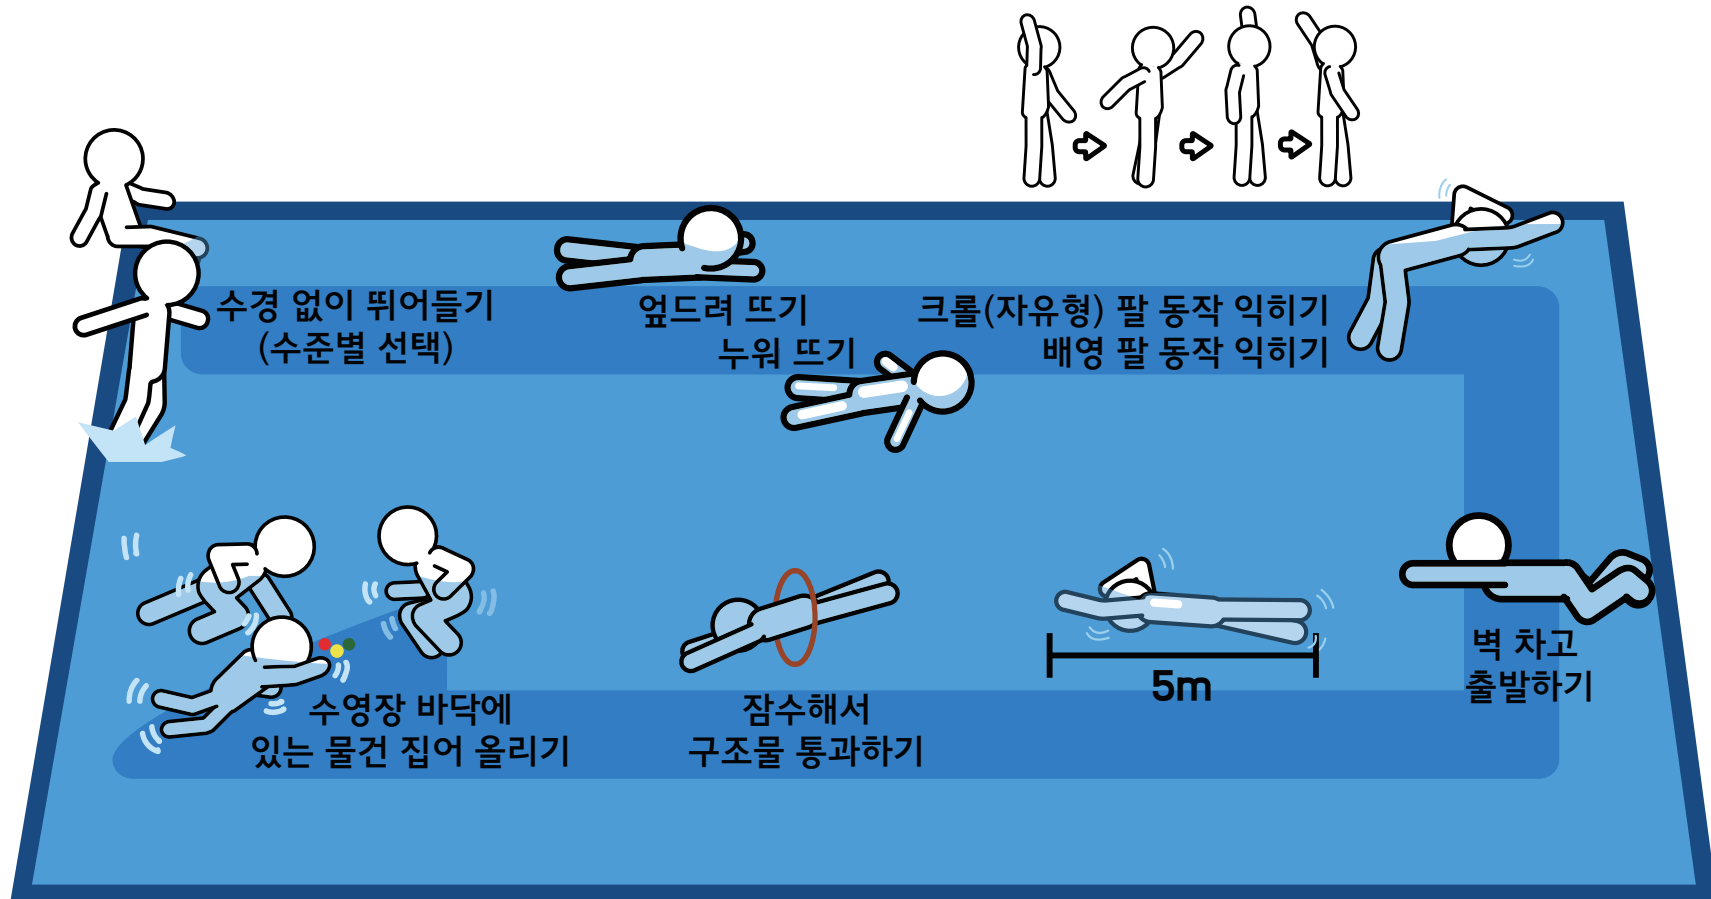 수경 없이 뛰어들기
(수준별 선택)
엎드려 뜨기
누워 뜨기
크롤(자유형) 팔 동작 익히기
배영 팔 동작 익히기
벽 차고
출발하기
5m
잠수해서
구조물 통과하기
수영장 바닥에
있는 물건 집어 올리기